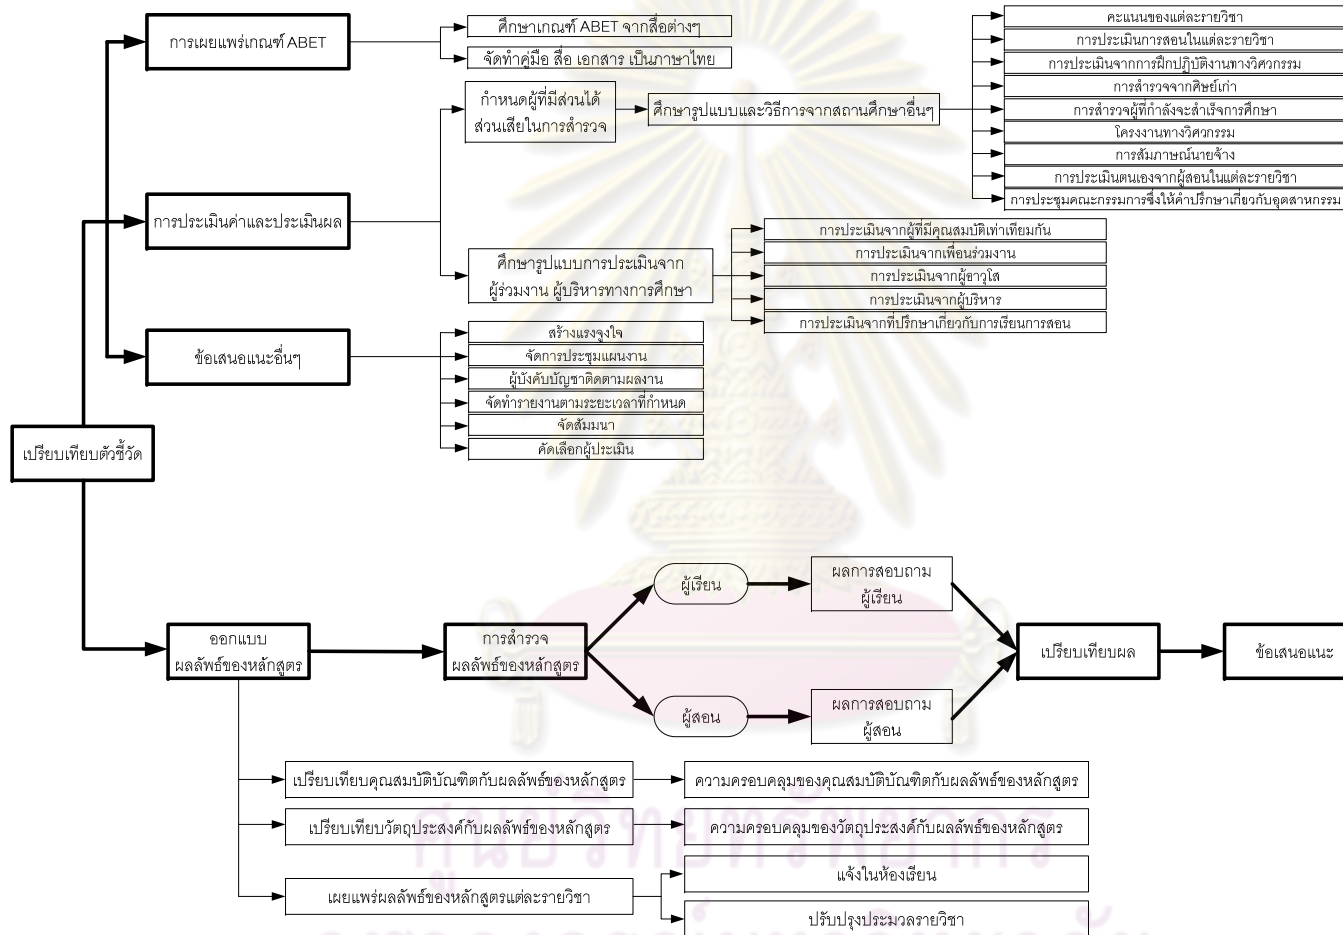 การเผยแพร่เกณฑ์ ABET
ศึกษาเกณฑ์ ABET จากสื่อต่างๆ
จัดทำคู่มือ สื่อ เอกสาร เป็นภาษาไทย
การประเมินค่าและประเมินผล
กำหนดผู้ที่มีส่วนได้
ส่วนเสียในการสำรวจ
ศึกษารูปแบบและวิธีการจากสถานศึกษาอื่นๆ
คะแนนของแต่ละรายวิชา
การประเมินการสอนในแต่ละรายวิชา
การประเมินจากการฝึกปฏิบัติงานทางวิศวกรรม
การสำรวจจากศิษย์เก่า
การสำรวจผู้ที่กำลังจะสำเร็จการศึกษา
โครงงานทางวิศวกรรม
การสัมภาษณ์นายจ้าง
การประเมินตนเองจากผู้สอนในแต่ละรายวิชา
การประชุมคณะกรรมการซึ่งให้คำปรึกษาเกี่ยวกับอุตสาหกรรม
ศึกษารูปแบบการประเมินจาก
ผู้ร่วมงาน ผู้บริหารทางการศึกษา
การประเมินจากผู้ที่มีคุณสมบัติเท่าเทียมกัน
การประเมินจากเพื่อนร่วมงาน
การประเมินจากผู้อาวุโส
การประเมินจากผู้บริหาร
การประเมินจากที่ปรึกษาเกี่ยวกับการเรียนการสอน
ข้อเสนอแนะอื่นๆ
สร้างแรงจูงใจ
จัดการประชุมแผนงาน
ผู้บังคับบัญชาติดตามผลงาน
จัดทำรายงานตามระยะเวลาที่กำหนด
จัดสัมมนา
คัดเลือกผู้ประเมิน
เปรียบเทียบตัวชี้วัด
ออกแบบ
ผลลัพธ์ของหลักสูตร
การสำรวจ
ผลลัพธ์ของหลักสูตร
ผู้เรียน
ผลการสอบถาม
ผู้เรียน
ผู้สอน
ผลการสอบถาม
ผู้สอน
เปรียบเทียบผล
ข้อเสนอแนะ
เปรียบเทียบคุณสมบัติบัณฑิตกับผลลัพธ์ของหลักสูตร
ความครอบคลุมของคุณสมบัติบัณฑิตกับผลลัพธ์ของหลักสูตร
เปรียบเทียบวัตถุประสงค์กับผลลัพธ์ของหลักสูตร
ความครอบคลุมของวัตถุประสงค์กับผลลัพธ์ของหลักสูตร
เผยแพร่ผลลัพธ์ของหลักสูตรแต่ละรายวิชา
แจ้งในห้องเรียน
ปรับปรุงประมวลรายวิชา
ศูนย์วิทยทรัพยากร